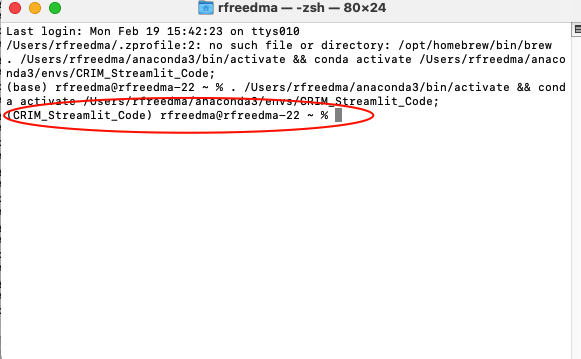 rfreedma — -zsh — 80×24
Last login: Mon Feb 19 15:42:23 on ttys010
/Users/rfreedma/.zprofile:2: no such file or directory: /opt/homebrew/bin/brew
. /Users/rfreedma/anaconda3/bin/activate && conda activate /Users/rfreedma/anaco
nda3/envs/CRIM_Streamlit_Code;
(base) rfreedma@rfreedma-22 ~ % . /Users/rfreedma/anaconda3/bin/activate && cond
a activate /Users/rfreedma/anaconda3/envs/CRIM_Streamlit_Code;
(CRIM_Streamlit_Code) rfreedma@rfreedma-22 ~ %